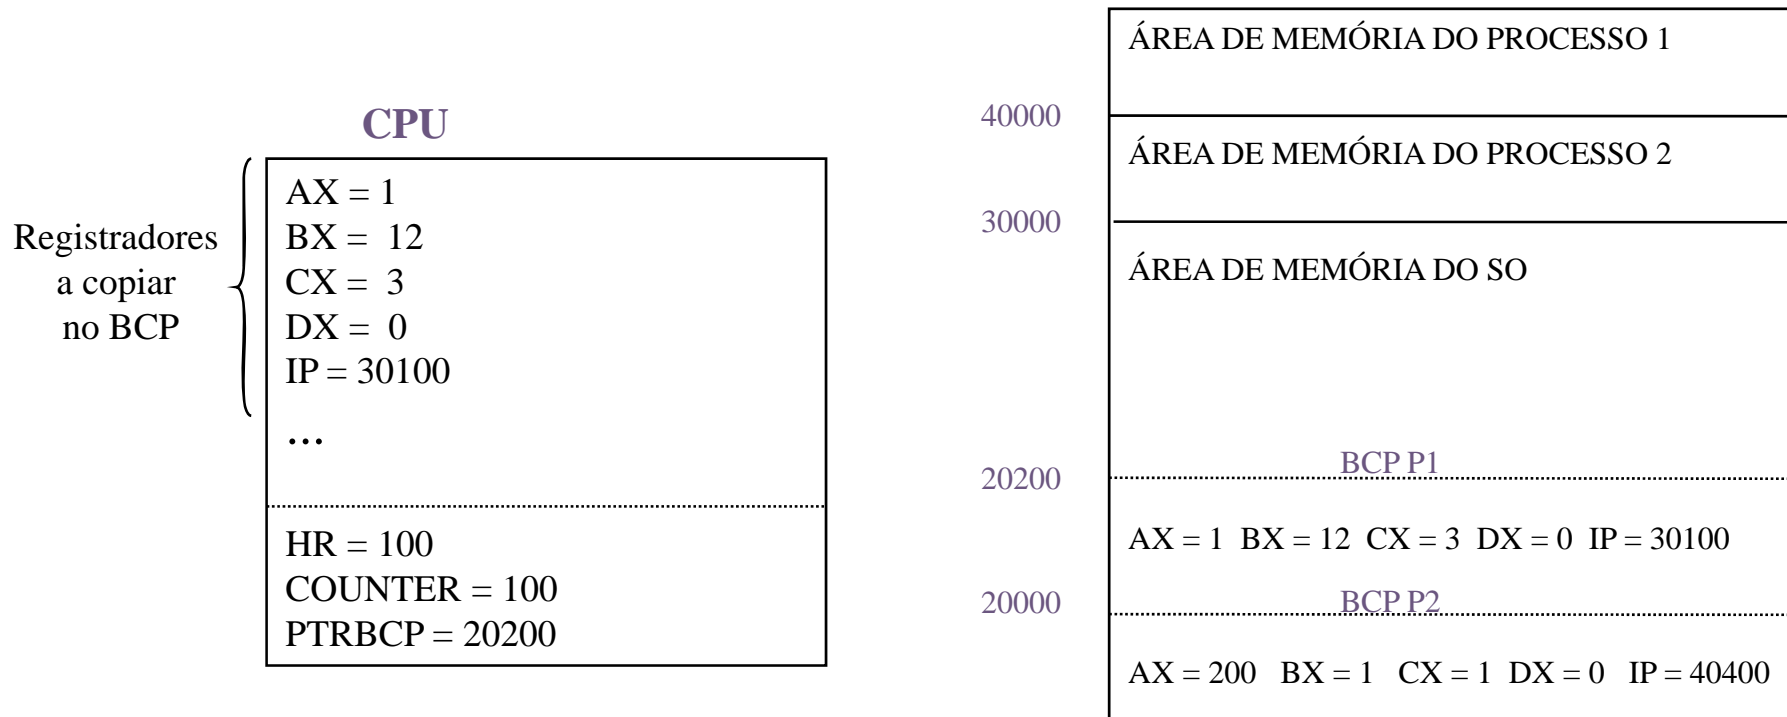 CPU
Registradores
a copiar
no BCP
AX = 1
BX = 12
CX = 3
DX = 0
IP = 30100
...
HR = 100
COUNTER = 100
PTRBCP = 20200
ÁREA DE MEMÓRIA DO PROCESSO 1
40000
ÁREA DE MEMÓRIA DO PROCESSO 2
30000
ÁREA DE MEMÓRIA DO SO
BCP P1
20200
AX = 1 BX = 12 CX = 3 DX = 0 IP = 30100
BCP P2
20000
AX = 200 BX = 1 CX = 1 DX = 0 IP = 40400